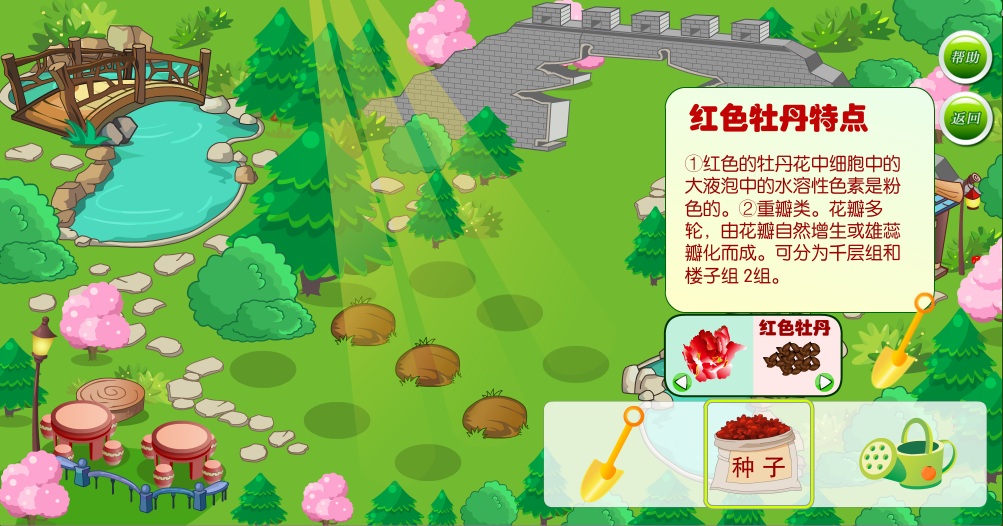 帮助
返回
红色牡丹特点
①红色的牡丹花中细胞中的
大液泡中的水溶性色素是粉
色的。②重瓣类。花瓣多
轮，由花瓣自然增生或雄蕊
瓣化而成。可分为千层组和
楼子组 2组。
红色牡丹
种子